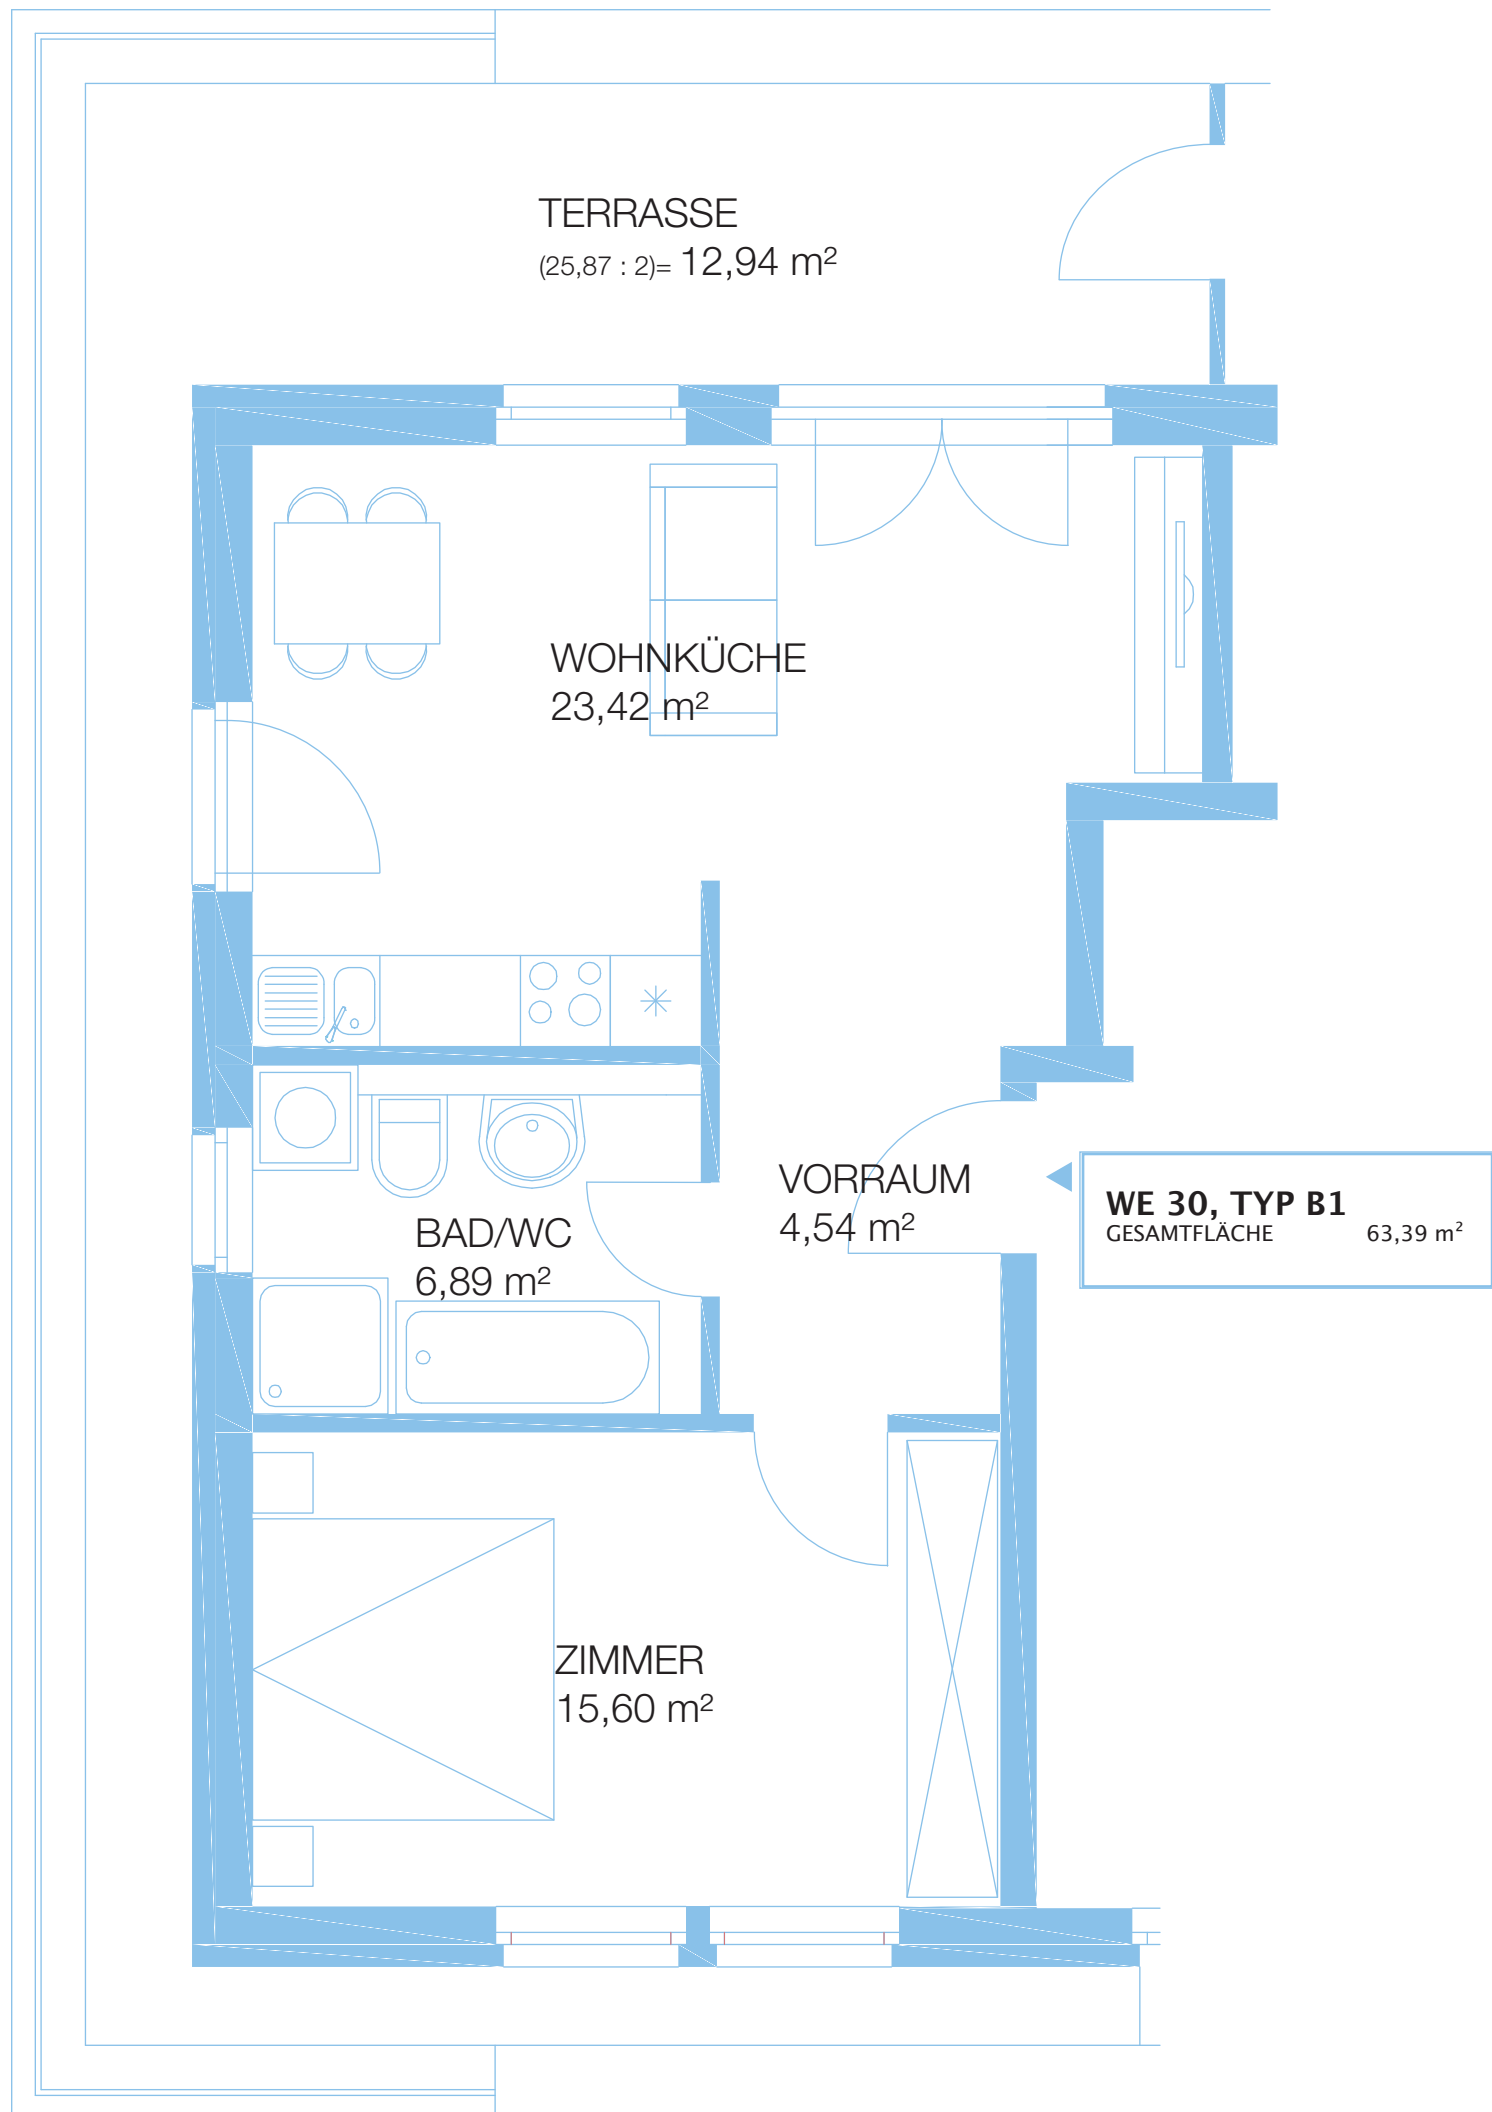 TERRASSE
(25,87 : 2)= 12,94 m²
WOHNKÜCHE
23,42 m²
VORRAUM
4,54 m²
WE 30, TYP B1
GESAMTFLÄCHE 63,39 m²
BAD/WC
6,89 m²
ZIMMER
15,60 m²